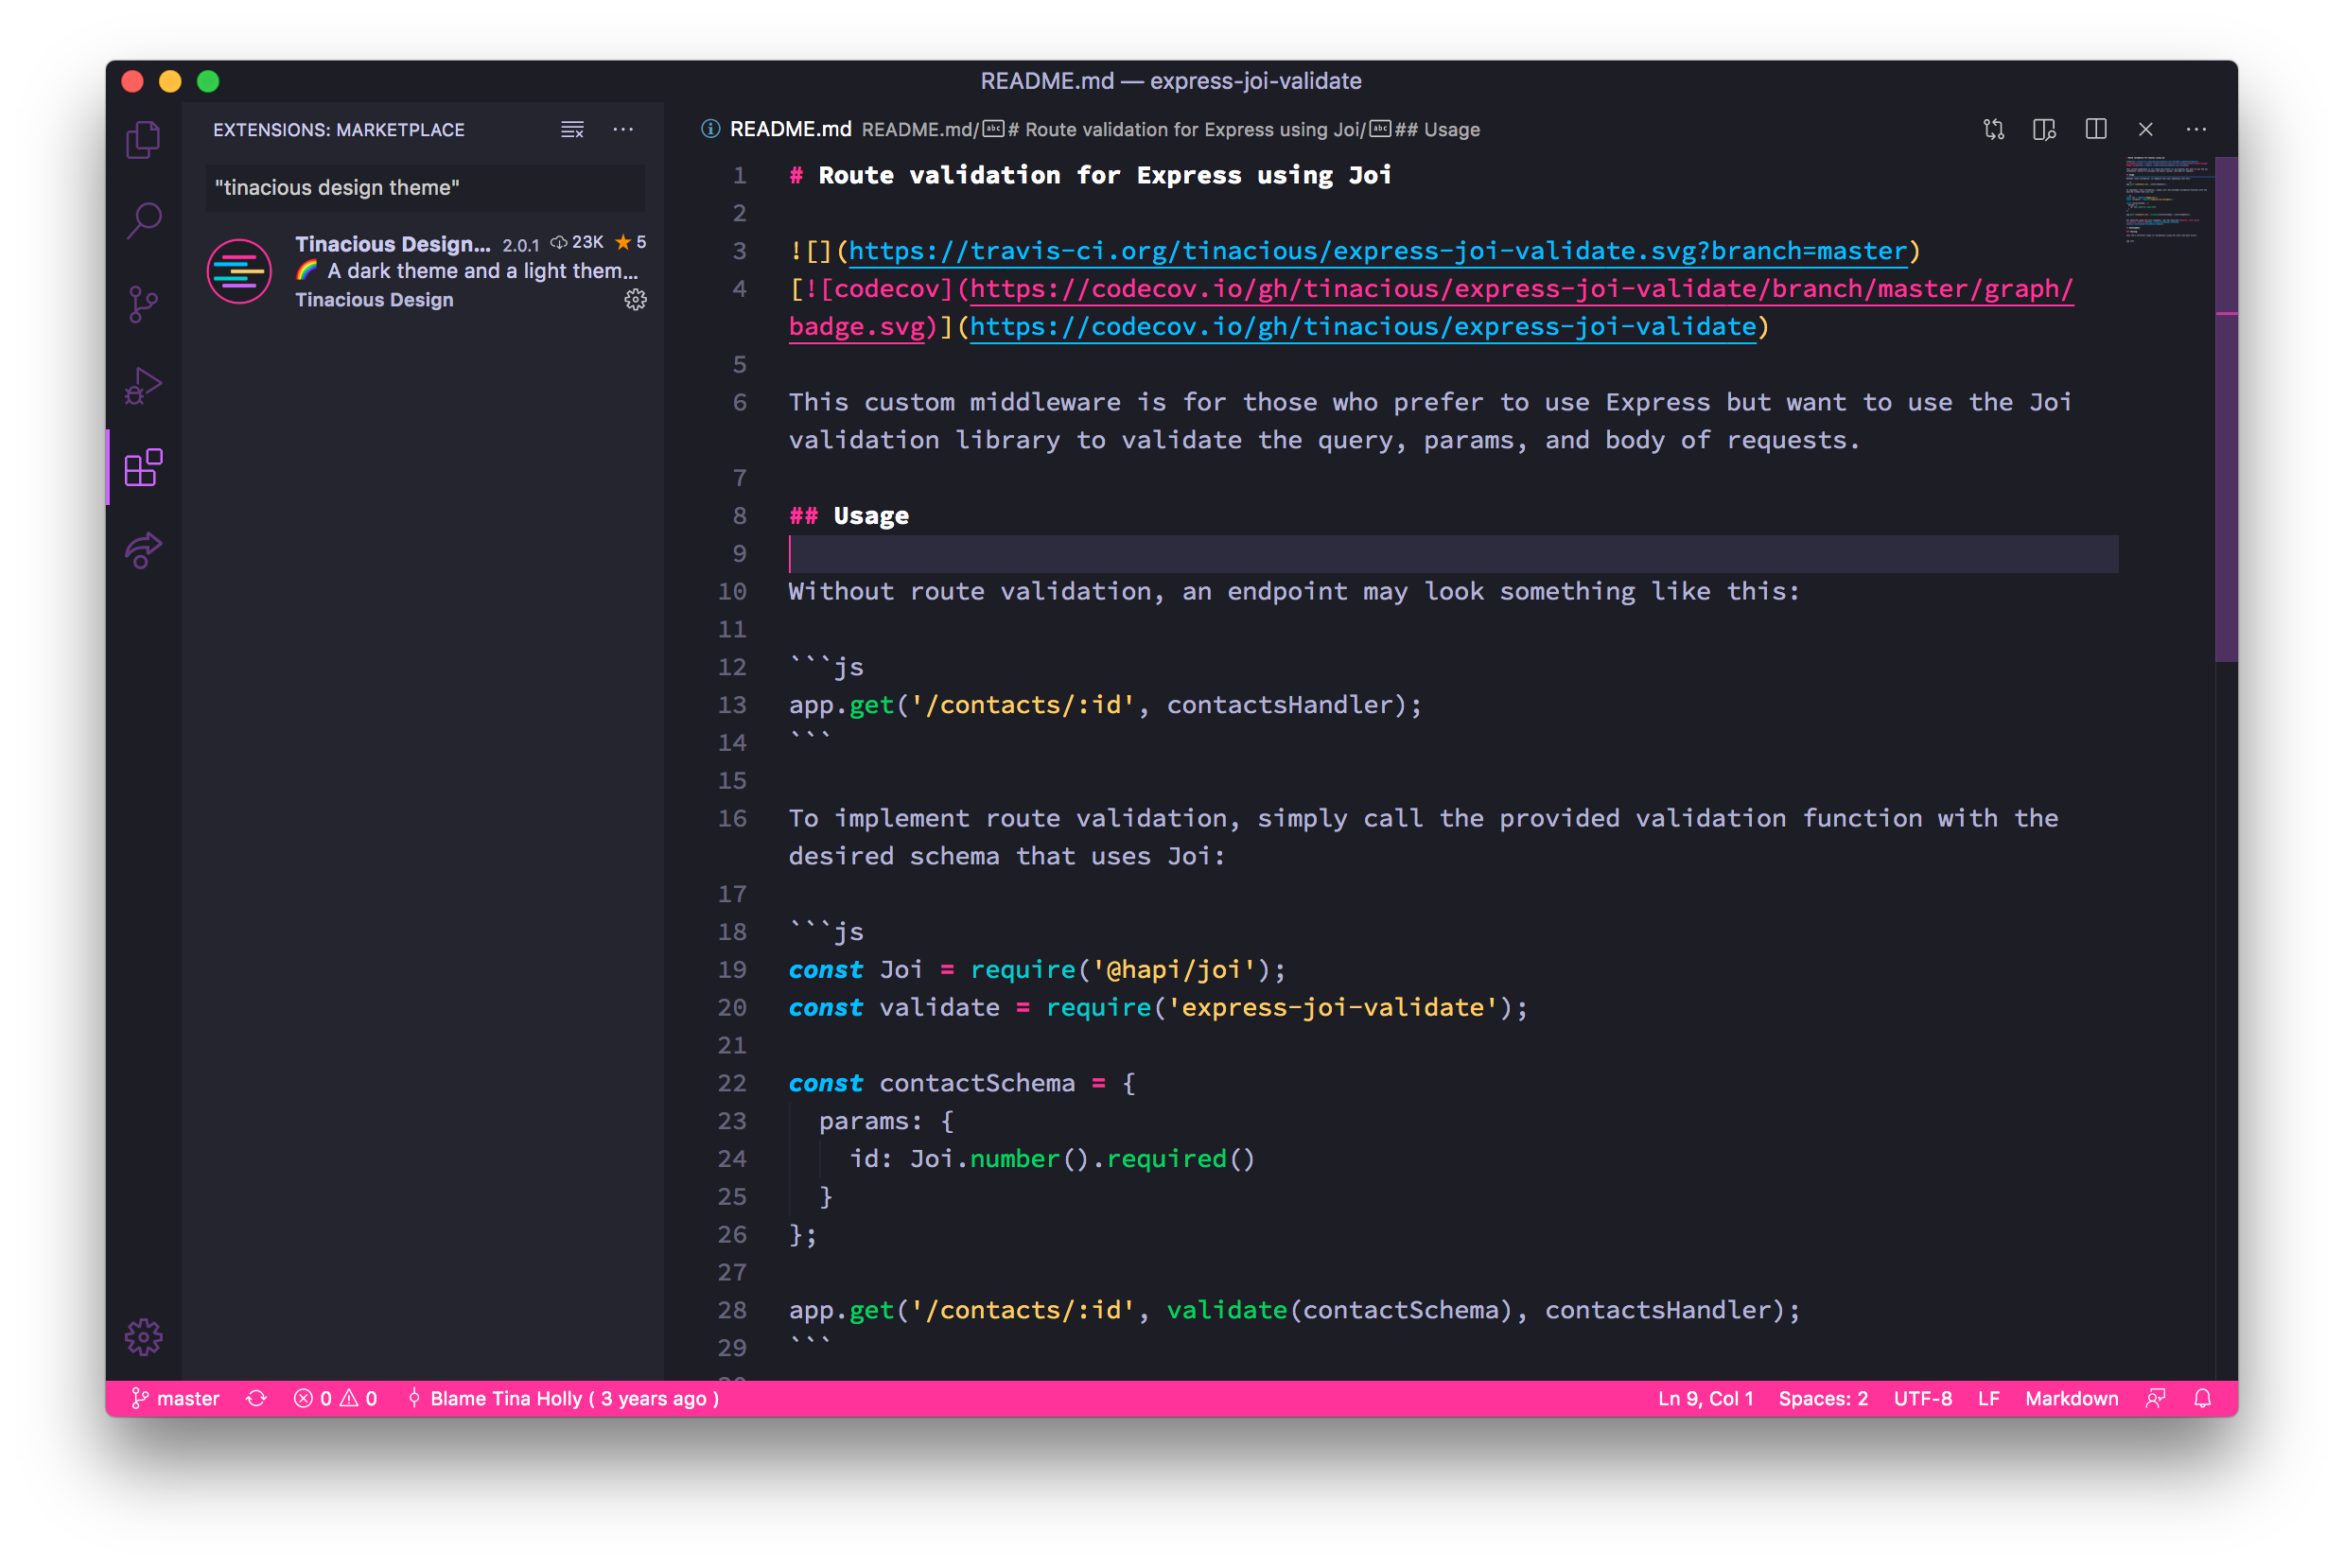 README.md — express-joi-validate
EXTENSIONS: MARKETPLACE
"tinacious design theme"
Tinacious Design... 2.0.1 23K ★ 5
🌈 A dark theme and a light them...
Tinacious Design
README.md README.md/abc# Route validation for Express using Joi/abc## Usage
1 # Route validation for Express using Joi
2
3 ![](https://travis-ci.org/tinacious/express-joi-validate.svg?branch=master)
4 [![codecov](https://codecov.io/gh/tinacious/express-joi-validate/branch/master/graph/
badge.svg)](https://codecov.io/gh/tinacious/express-joi-validate)
5
6 This custom middleware is for those who prefer to use Express but want to use the Joi
validation library to validate the query, params, and body of requests.
7
8 ## Usage
9
10 Without route validation, an endpoint may look something like this:
11
12 ```js
13 app.get('/contacts/:id', contactsHandler);
14 ```
15
16 To implement route validation, simply call the provided validation function with the
desired schema that uses Joi:
17
18 ```js
19 const Joi = require('@hapi/joi');
20 const validate = require('express-joi-validate');
21
22 const contactSchema = {
23   params: {
24     id: Joi.number().required()
25   }
26 };
27
28 app.get('/contacts/:id', validate(contactSchema), contactsHandler);
29 ```
master 0 0 Blame Tina Holly ( 3 years ago ) Ln 9, Col 1 Spaces: 2 UTF-8 LF Markdown